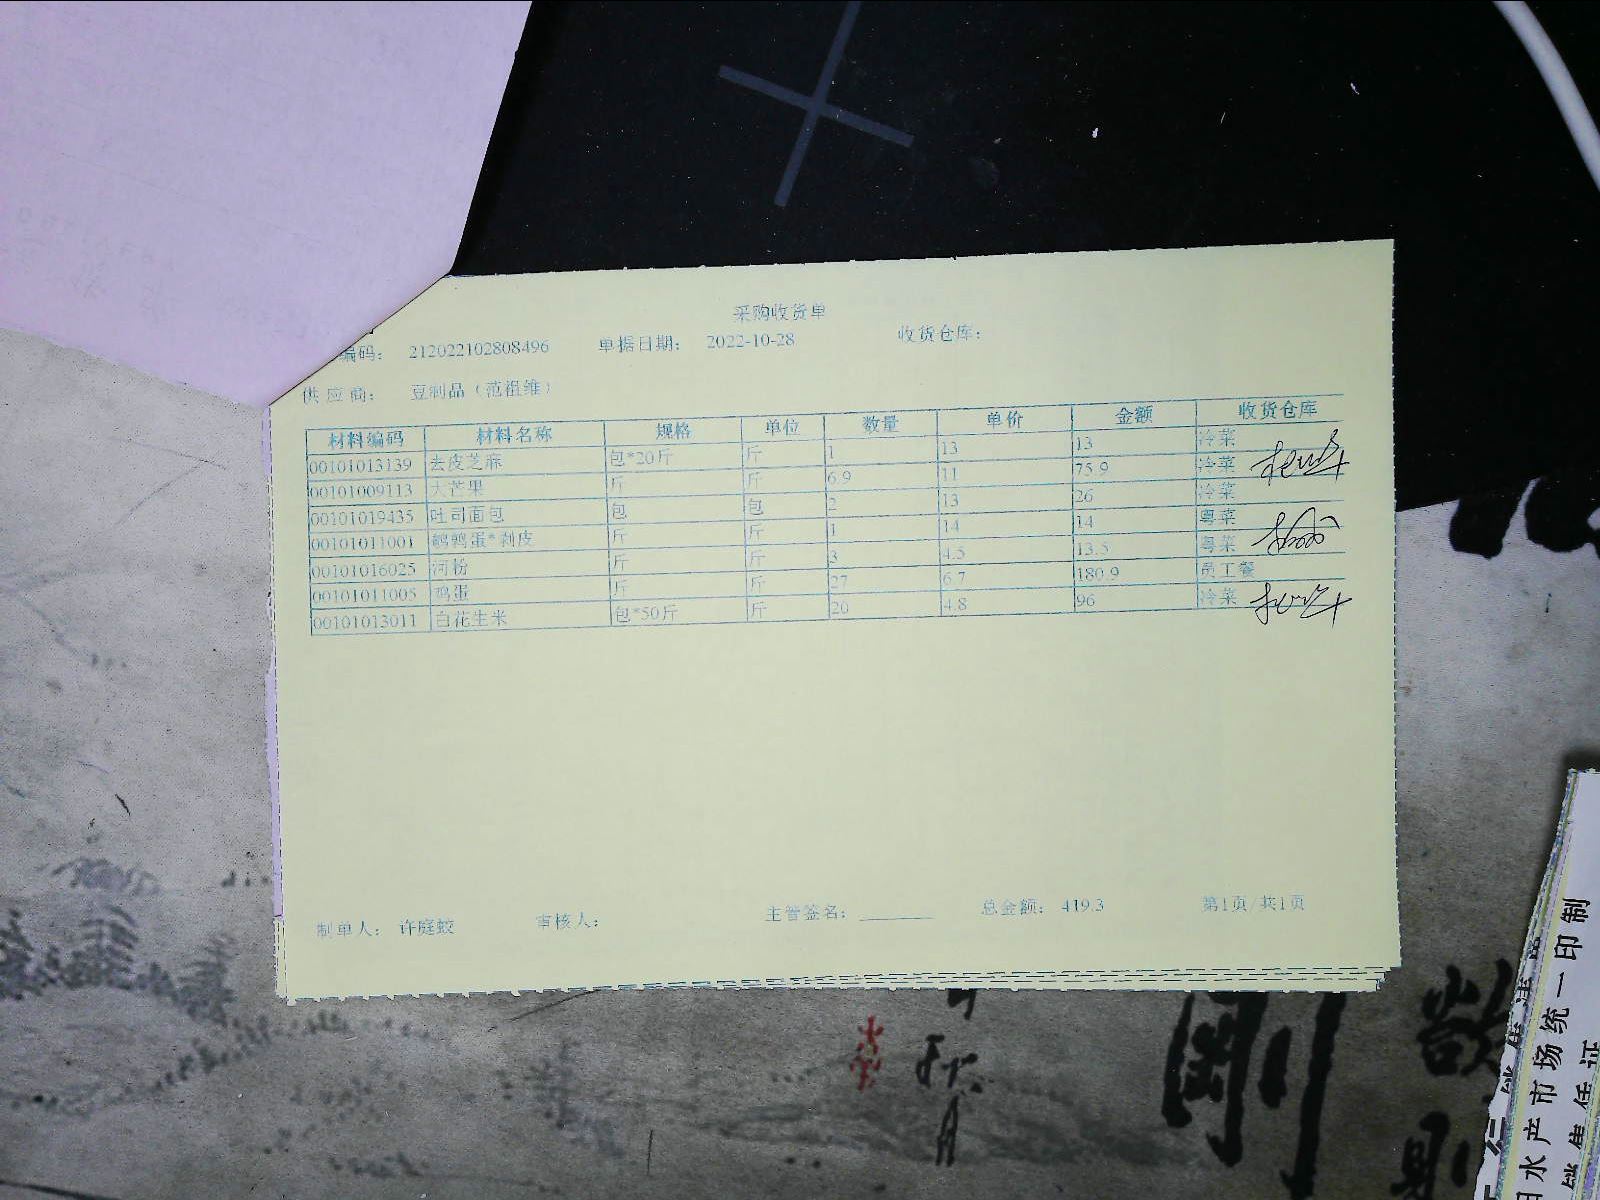 采购收货单
编码： 212022102808496 单据日期： 2022-10-28 收货仓库：
供应商： 豆制品（范祖维）
材料编码 材料名称 规格 单位 数量 单价 金额 收货仓库
00101013139 去皮芝麻 包*20斤 斤 1 13 13 冷菜
00101009113 大芒果 斤 斤 6.9 11 75.9 冷菜
00101019435 吐司面包 包 包 2 13 26 冷菜
00101011001 鹌鹑蛋*剥皮 斤 斤 1 14 14 粤菜
00101016025 河粉 斤 斤 3 4.5 13.5 粤菜
00101011005 鸡蛋 斤 斤 27 6.7 180.9 员工餐
00101013011 白花生米 包*50斤 斤 20 4.8 96 冷菜
制单人： 许庭蛟 审核人： 主管签名： 总金额： 419.3 第1页/共1页
水产市场统一印制